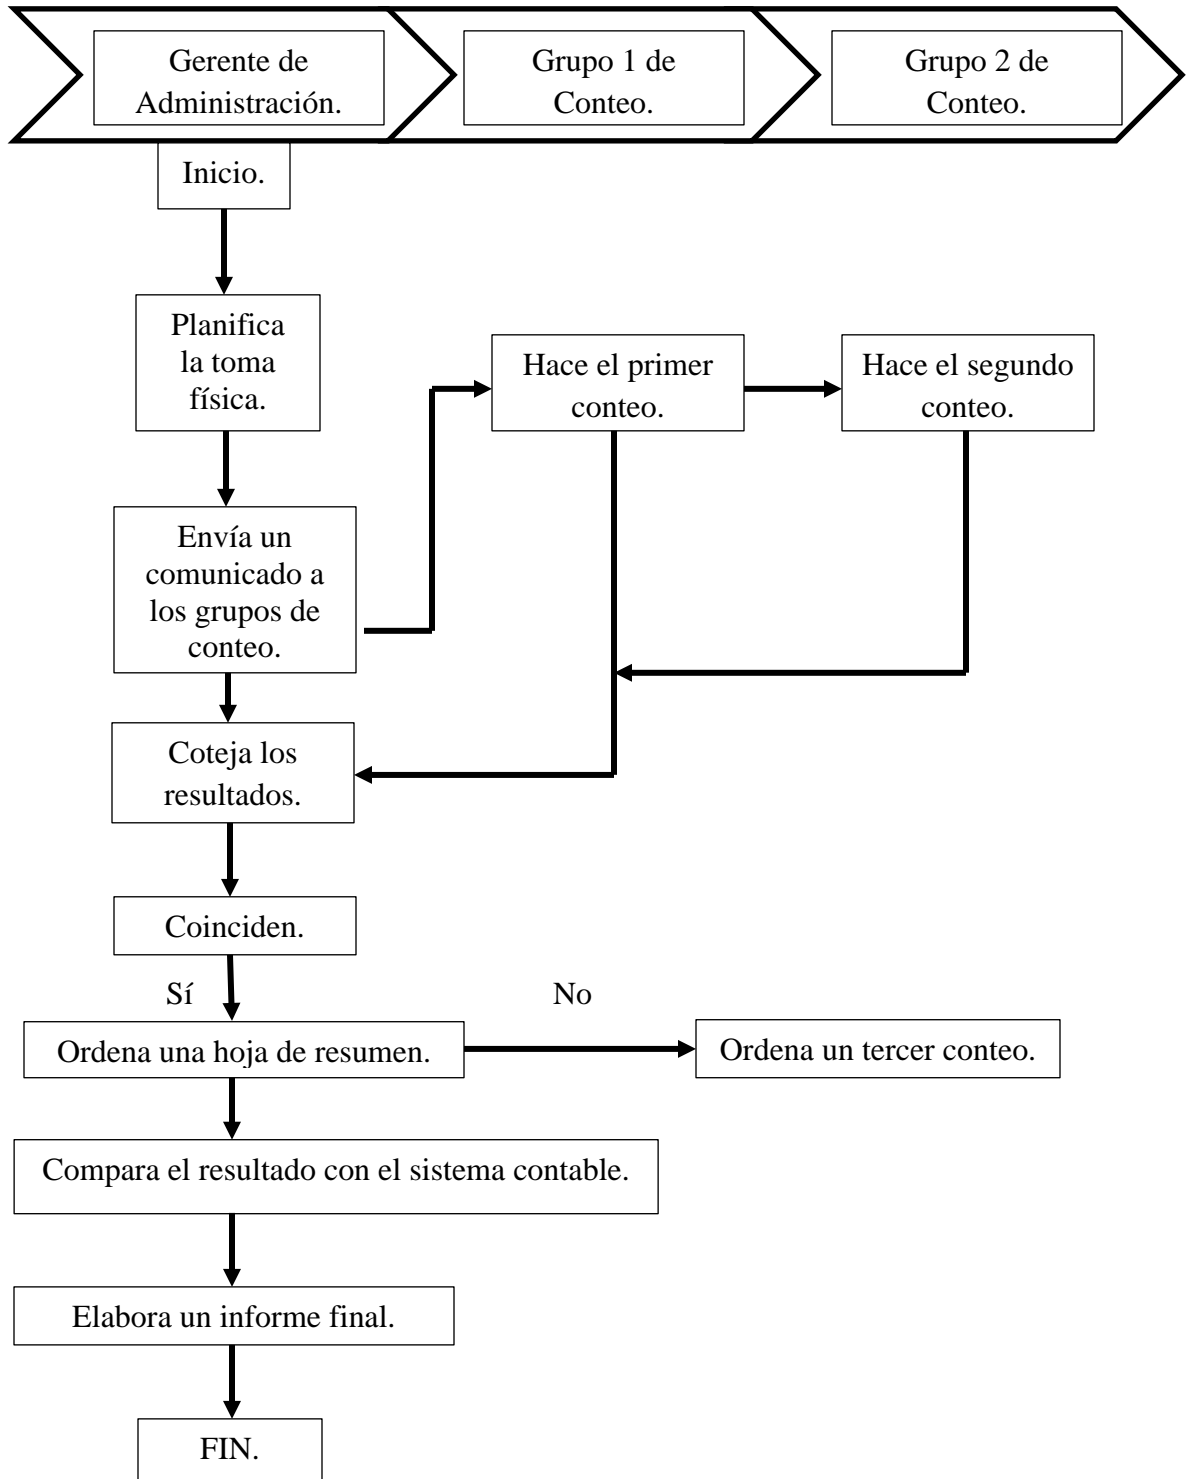 Gerente de
Administración.
Grupo 1 de
Conteo.
Grupo 2 de
Conteo.
Inicio.
Planifica
la toma
física.
Hace el primer
conteo.
Hace el segundo
conteo.
Envía un
comunicado a
los grupos de
conteo.
Coteja los
resultados.
Coinciden.
Sí
No
Ordena una hoja de resumen.
Ordena un tercer conteo.
Compara el resultado con el sistema contable.
Elabora un informe final.
FIN.